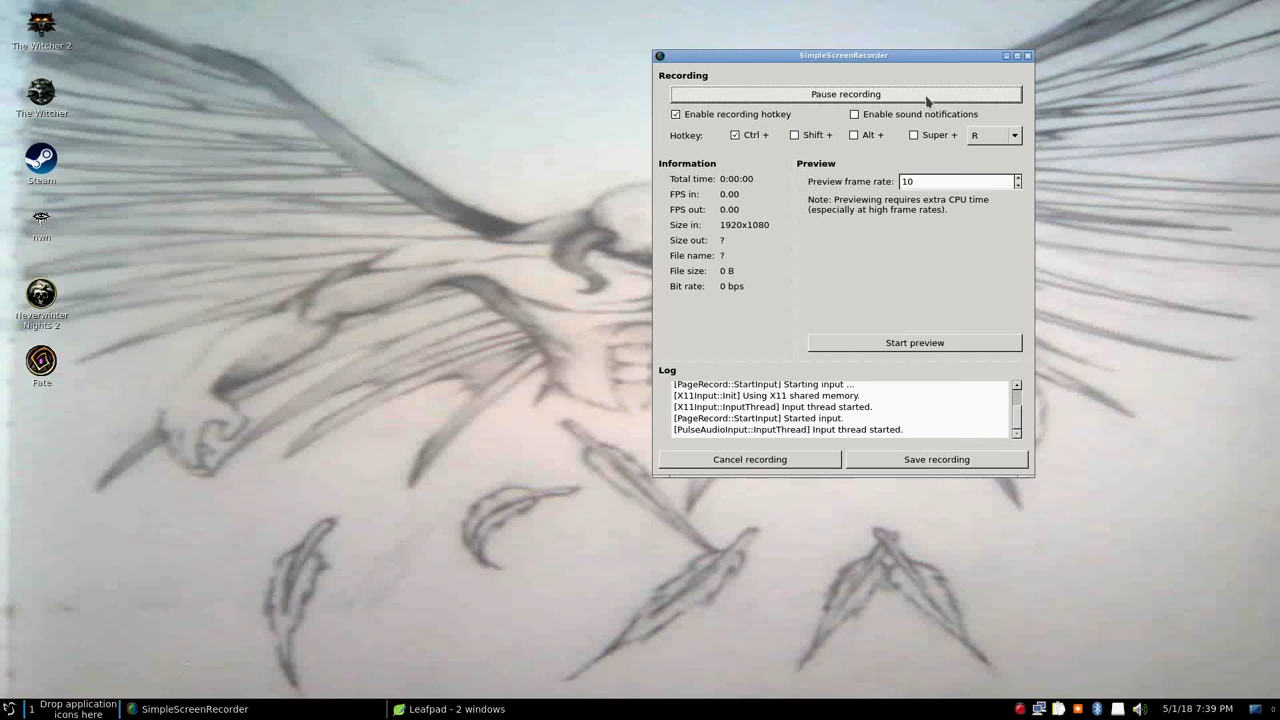 The Witcher 2
The Witcher
Steam
nwn
Neverwinter
Nights 2
Fate
SimpleScreenRecorder
Recording
Pause recording
Enable recording hotkey
Enable sound notifications
Hotkey: Ctrl + Shift + Alt + Super + R
Information
Total time: 0:00:00
FPS in: 0.00
FPS out: 0.00
Size in: 1920x1080
Size out: ?
File name: ?
File size: 0 B
Bit rate: 0 bps
Preview
Preview frame rate: 10
Note: Previewing requires extra CPU time
(especially at high frame rates).
Start preview
Log
[PageRecord::StartInput] Starting input ...
[X11Input::Init] Using X11 shared memory.
[X11Input::InputThread] Input thread started.
[PageRecord::StartInput] Started input.
[PulseAudioInput::InputThread] Input thread started.
Cancel recording
Save recording
1
Drop application
icons here
SimpleScreenRecorder
Leafpad - 2 windows
5/1/18 7:39 PM
0